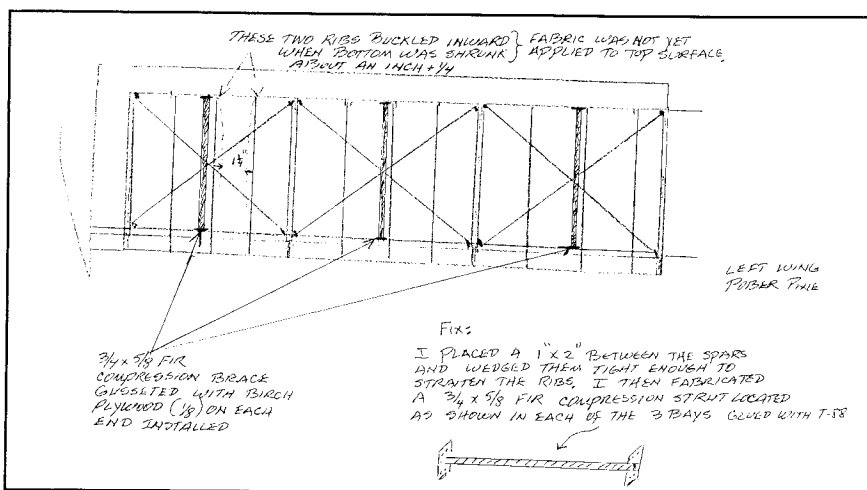 THESE TWO RIBS BUCKLED INWARD } FABRIC WAS NOT YET
WHEN BOTTOM WAS SHRUNK } APPLIED TO TOP SURFACE.
ABOUT AN INCH + 1/4
1 1/4"
LEFT WING
POBER PIXIE
3/4 x 5/8 FIR
COMPRESSION BRACE
GUSSETED WITH BIRCH
PLYWOOD (1/8) ON EACH
END INSTALLED
FIX:
I PLACED A 1" X 2" BETWEEN THE SPARS
AND WEDGED THEM TIGHT ENOUGH TO
STRAITEN THE RIBS. I THEN FABRICATED
A 3/4 x 5/8 FIR COMPRESSION STRUT LOCATED
AS SHOWN IN EACH OF THE 3 BAYS GLUED WITH T-88